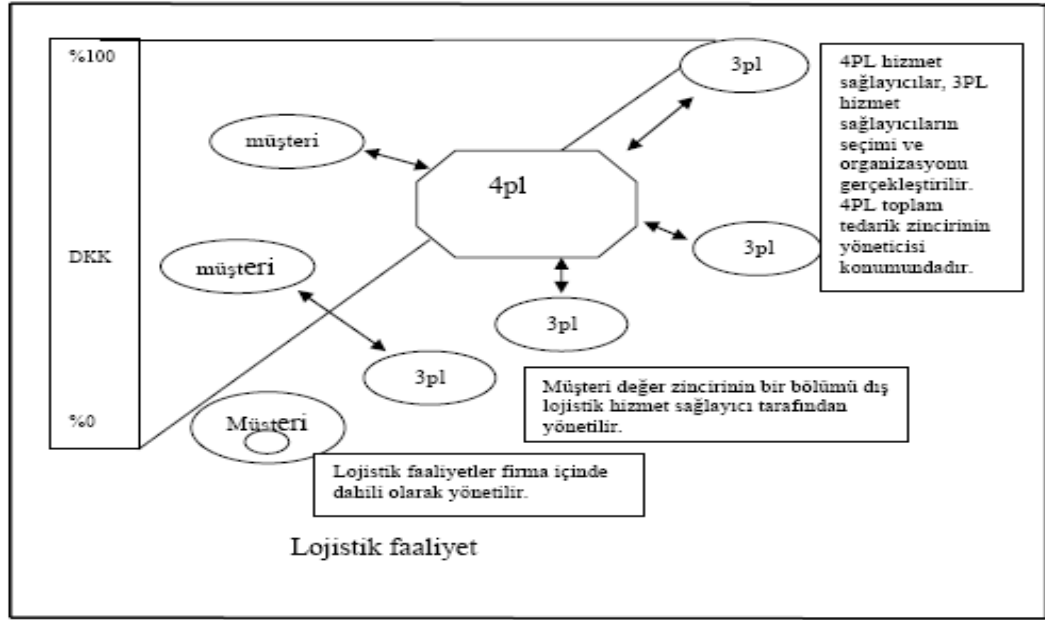 %100
3pl
4PL hizmet
sağlayıcılar, 3PL
hizmet
sağlayıcıların
seçimi ve
organizasyonu
gerçekleştirilir.
4PL toplam
tedarik zincirinin
yöneticisi
konumundadır.
müşteri
4pl
DKK
müşteri
3pl
3pl
3pl
Müşteri değer zincirinin bir bölümü dış
lojistik hizmet sağlayıcı tarafından
yönetilir.
%0
Müşteri
Lojistik faaliyetler firma içinde
dahili olarak yönetilir.
Lojistik faaliyet